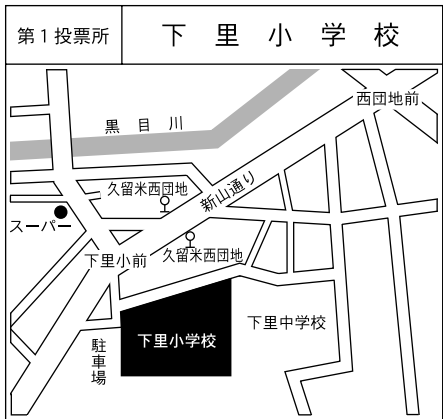 第1投票所
下里小学校
西団地前
黒目川
久留米西団地
新山通り
スーパー
久留米西団地
下里小前
下里小学校
下里中学校
駐車場